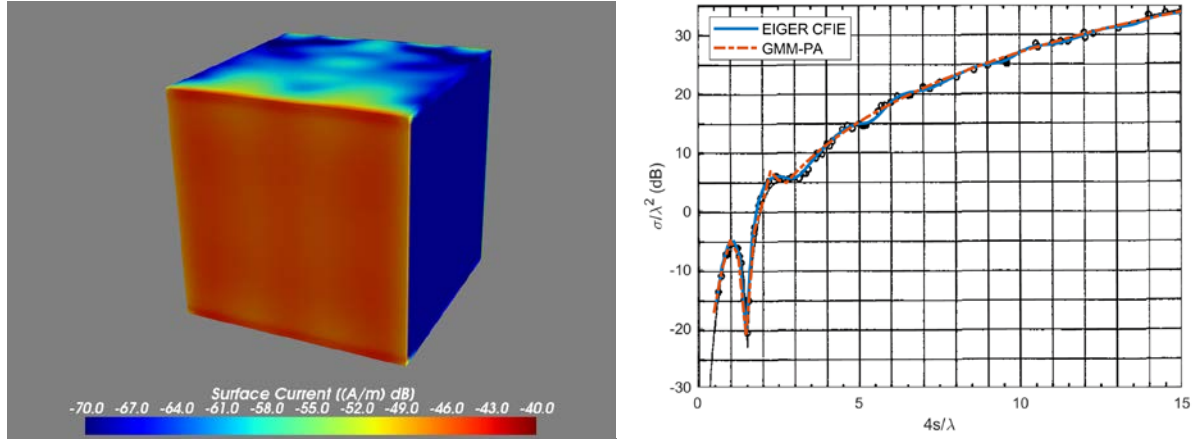 Surface Current ((A/m) dB)
-70.0 -67.0 -64.0 -61.0 -58.0 -55.0 -52.0 -49.0 -46.0 -43.0 -40.0
EIGER CFIE
GMM-PA
30
20
10
0
-10
-20
-30
σ/λ² (dB)
0 5 10 15
4s/λ